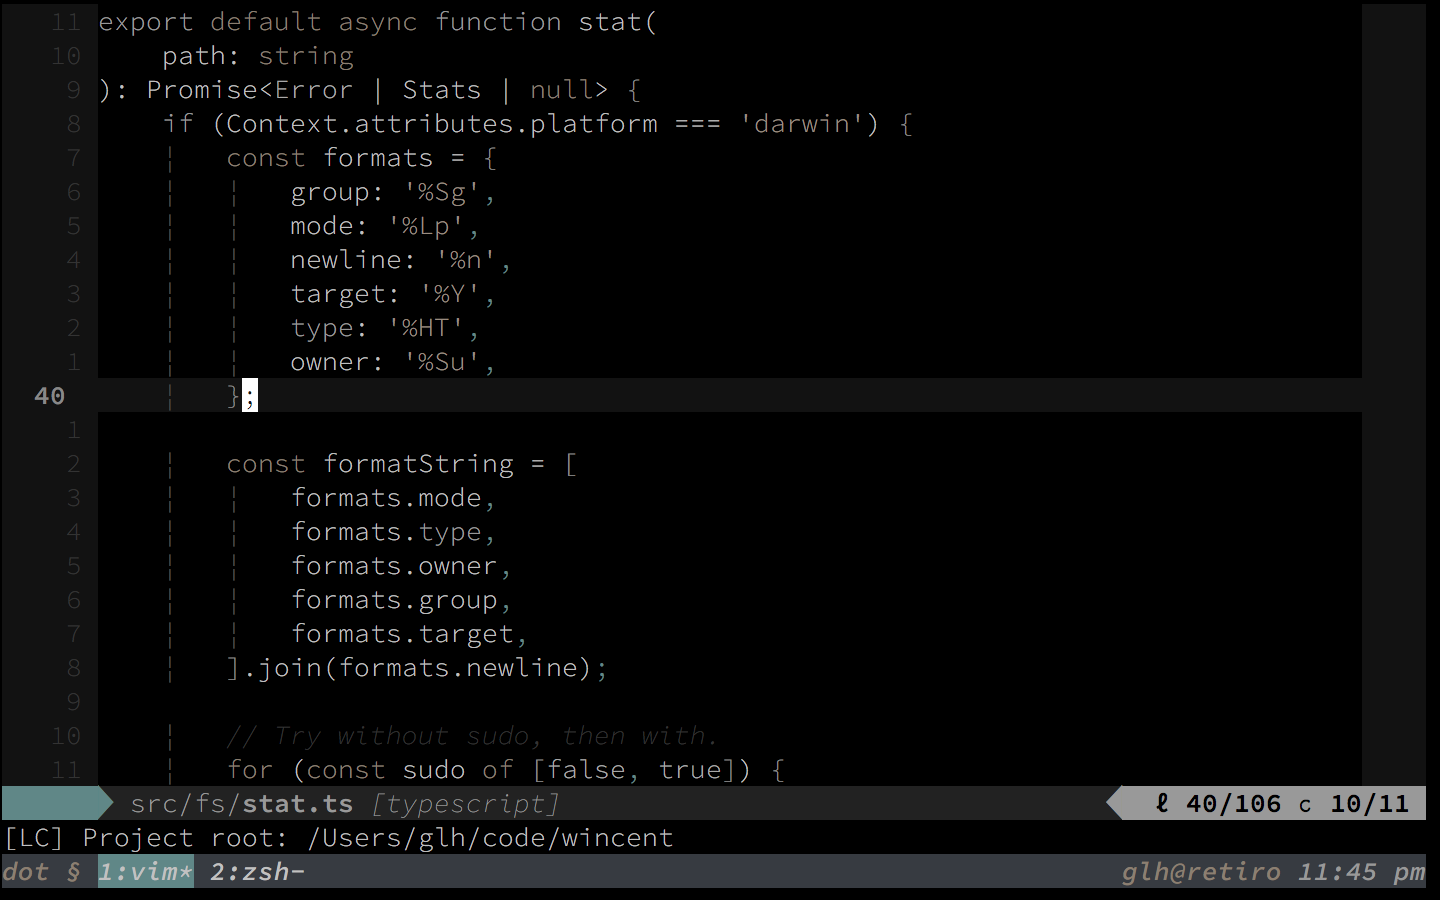 11 export default async function stat(
10     path: string
9 ): Promise<Error | Stats | null> {
8     if (Context.attributes.platform === 'darwin') {
7     ¦   const formats = {
6     ¦   ¦   group: '%Sg',
5     ¦   ¦   mode: '%Lp',
4     ¦   ¦   newline: '%n',
3     ¦   ¦   target: '%Y',
2     ¦   ¦   type: '%HT',
1     ¦   ¦   owner: '%Su',
40     ¦   };
1
2     ¦   const formatString = [
3     ¦   ¦   formats.mode,
4     ¦   ¦   formats.type,
5     ¦   ¦   formats.owner,
6     ¦   ¦   formats.group,
7     ¦   ¦   formats.target,
8     ¦   ].join(formats.newline);
9
10     ¦   // Try without sudo, then with.
11     ¦   for (const sudo of [false, true]) {
src/fs/stat.ts [typescript] ℓ 40/106 c 10/11
[LC] Project root: /Users/glh/code/wincent
dot § 1:vim* 2:zsh- glh@retiro 11:45 pm